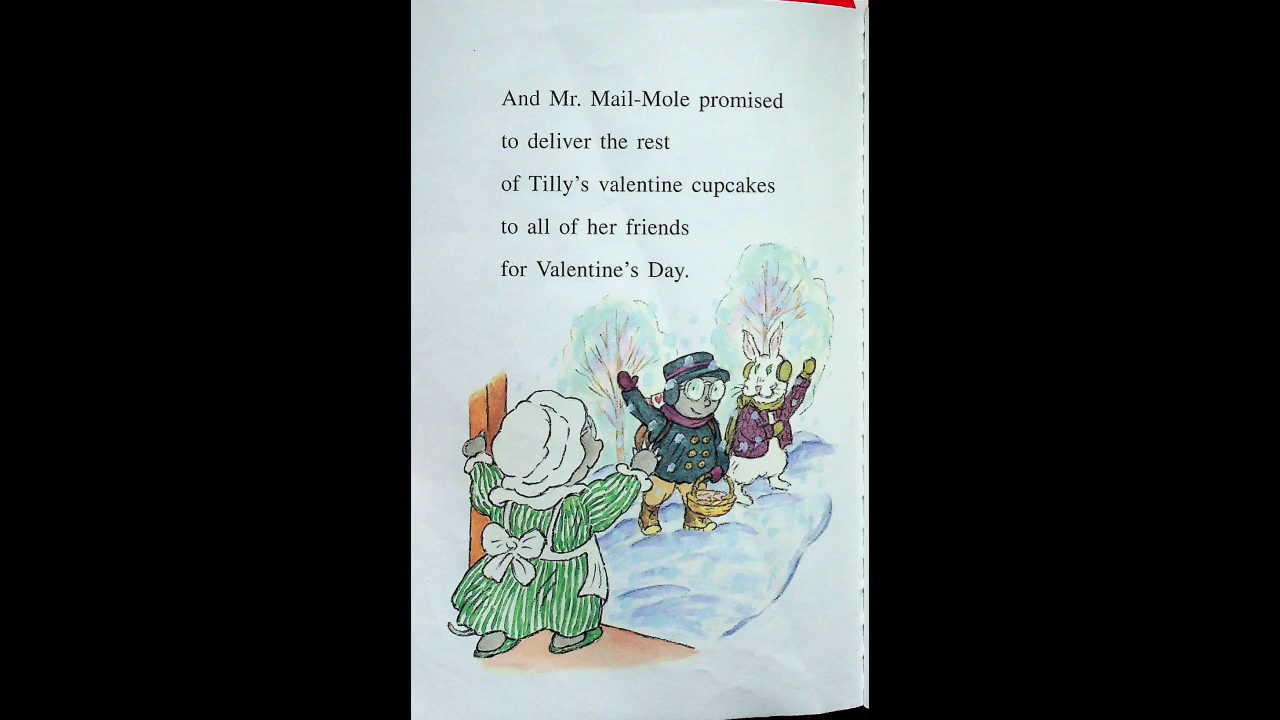 And Mr. Mail-Mole promised
to deliver the rest
of Tilly's valentine cupcakes
to all of her friends
for Valentine's Day.